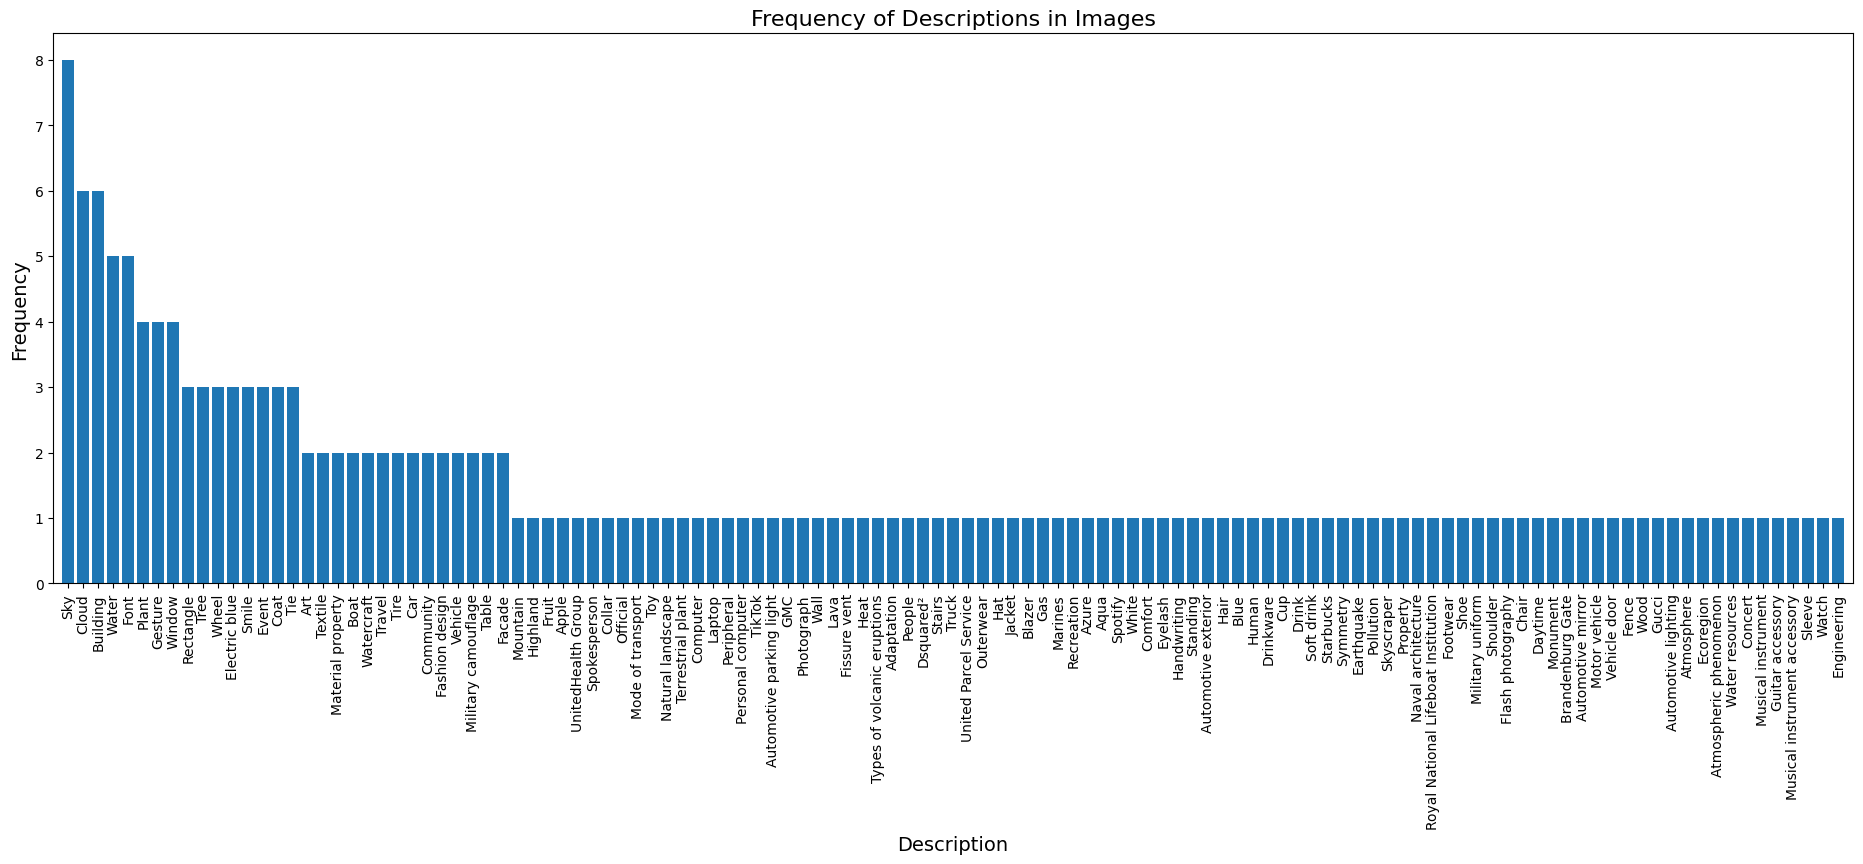 Frequency of Descriptions in Images
Frequency
8
7
6
5
4
3
2
1
0
Sky
Cloud
Building
Water
Font
Plant
Gesture
Window
Rectangle
Tree
Wheel
Electric blue
Smile
Event
Coat
Tie
Art
Textile
Material property
Boat
Watercraft
Travel
Tire
Car
Community
Fashion design
Vehicle
Military camouflage
Table
Facade
Mountain
Highland
Fruit
Apple
UnitedHealth Group
Spokesperson
Collar
Official
Mode of transport
Toy
Natural landscape
Terrestrial plant
Computer
Laptop
Peripheral
Personal computer
TikTok
Automotive parking light
GMC
Photograph
Wall
Lava
Fissure vent
Heat
Types of volcanic eruptions
Adaptation
People
Dsquared²
Stairs
Truck
United Parcel Service
Outerwear
Hat
Jacket
Blazer
Gas
Marines
Recreation
Azure
Aqua
Spotify
White
Comfort
Eyelash
Handwriting
Standing
Automotive exterior
Hair
Blue
Human
Drinkware
Cup
Drink
Soft drink
Starbucks
Symmetry
Earthquake
Pollution
Skyscraper
Property
Naval architecture
Royal National Lifeboat Institution
Footwear
Shoe
Military uniform
Shoulder
Flash photography
Chair
Daytime
Monument
Brandenburg Gate
Automotive mirror
Motor vehicle
Vehicle door
Fence
Wood
Gucci
Automotive lighting
Atmosphere
Ecoregion
Atmospheric phenomenon
Water resources
Concert
Musical instrument
Guitar accessory
Musical instrument accessory
Sleeve
Watch
Engineering
Description